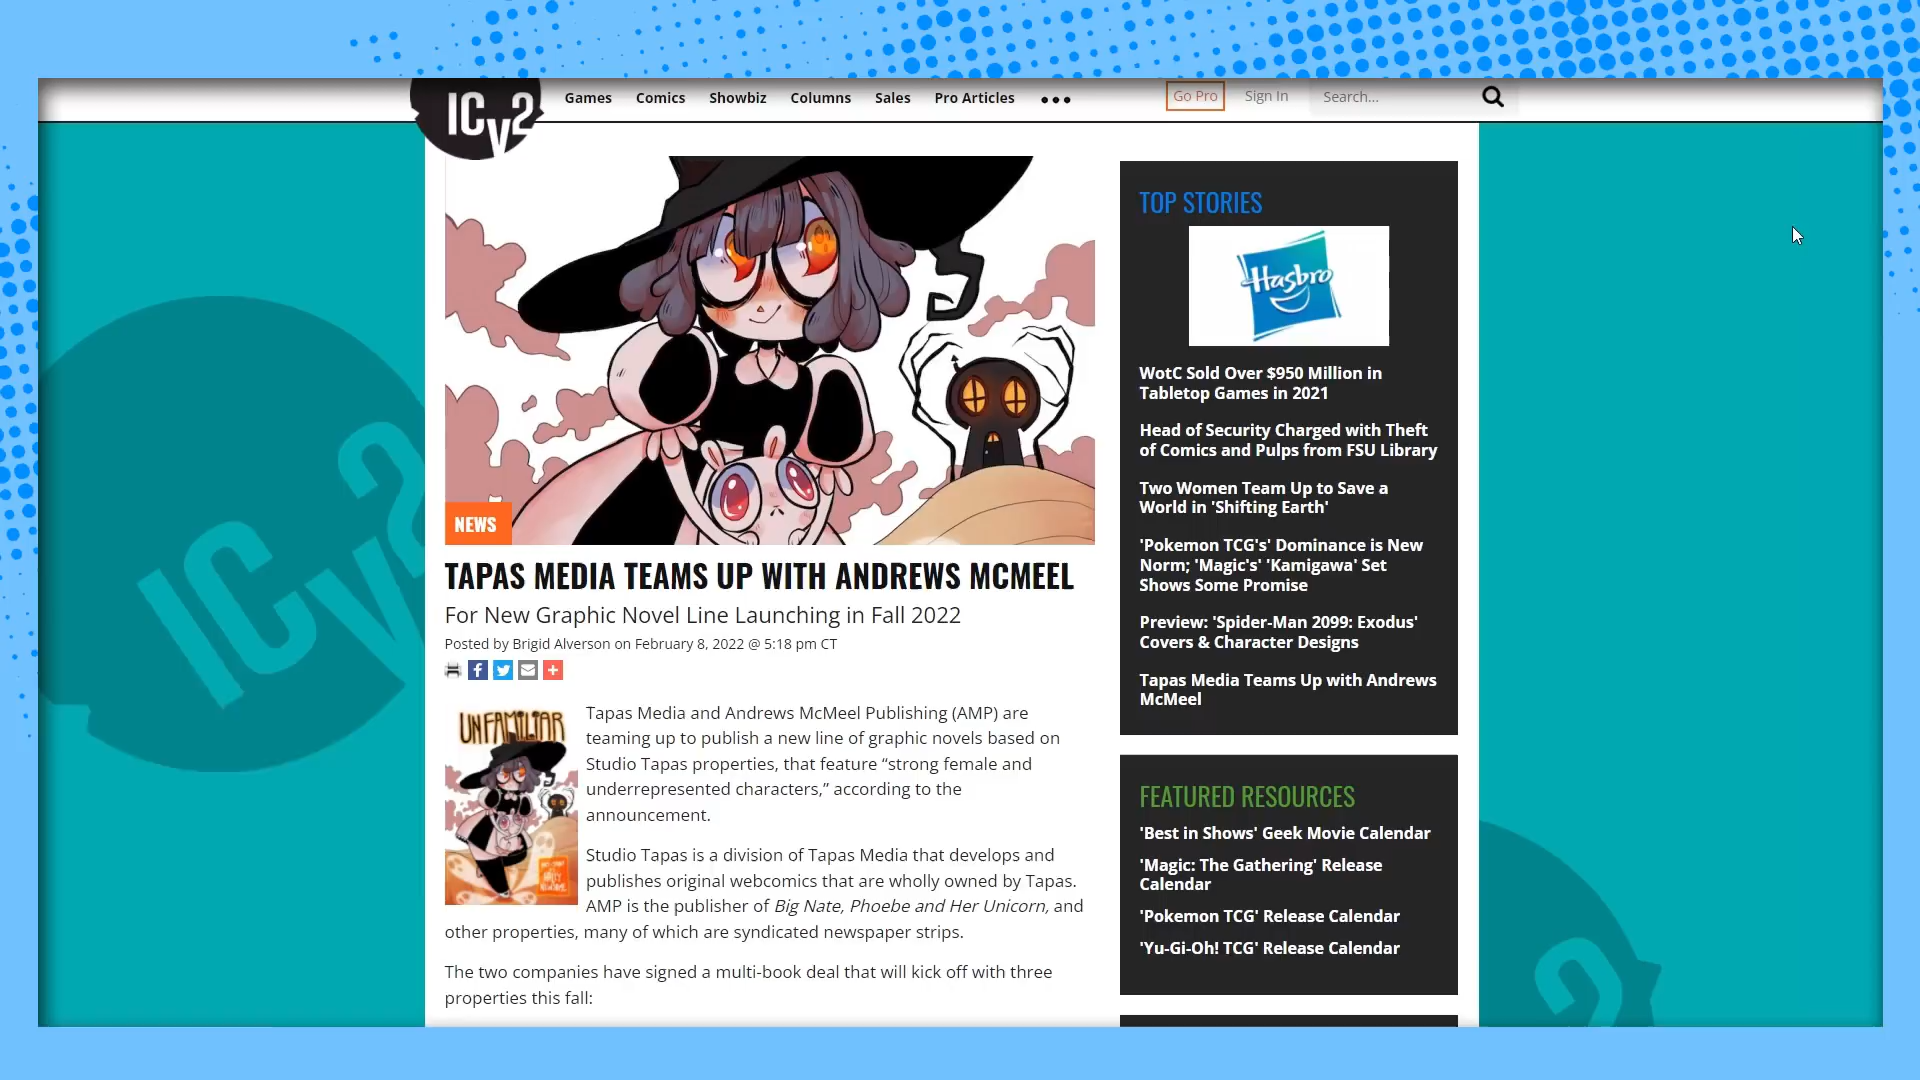 ICv2
Games Comics Showbiz Columns Sales Pro Articles
Go Pro Sign In Search...
NEWS
TAPAS MEDIA TEAMS UP WITH ANDREWS MCMEEL
For New Graphic Novel Line Launching in Fall 2022
Posted by Brigid Alverson on February 8, 2022 @ 5:18 pm CT
UNFAMILIAR
HALEY
NEWSOME
Tapas Media and Andrews McMeel Publishing (AMP) are
teaming up to publish a new line of graphic novels based on
Studio Tapas properties, that feature “strong female and
underrepresented characters,” according to the
announcement.
Studio Tapas is a division of Tapas Media that develops and
publishes original webcomics that are wholly owned by Tapas.
AMP is the publisher of Big Nate, Phoebe and Her Unicorn, and
other properties, many of which are syndicated newspaper strips.
The two companies have signed a multi-book deal that will kick off with three
properties this fall:
TOP STORIES
Hasbro
WotC Sold Over $950 Million in
Tabletop Games in 2021
Head of Security Charged with Theft
of Comics and Pulps from FSU Library
Two Women Team Up to Save a
World in 'Shifting Earth'
'Pokemon TCG's' Dominance is New
Norm; 'Magic's' 'Kamigawa' Set
Shows Some Promise
Preview: 'Spider-Man 2099: Exodus'
Covers & Character Designs
Tapas Media Teams Up with Andrews
McMeel
FEATURED RESOURCES
'Best in Shows' Geek Movie Calendar
'Magic: The Gathering' Release
Calendar
'Pokemon TCG' Release Calendar
'Yu-Gi-Oh! TCG' Release Calendar
ICv2
2